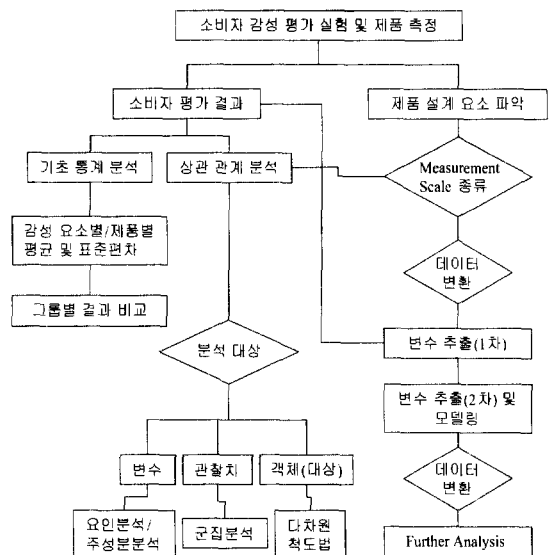 소비자 감성 평가 실험 및 제품 측정
소비자 평가 결과
제품 설계 요소 파악
기초 통계 분석
상관 관계 분석
Measurement
Scale 종류
감성 요소별/제품별
평균 및 표준편차
데이터
변환
그룹별 결과 비교
변수 추출(1차)
분석 대상
변수 추출(2차) 및
모델링
변수
관찰치
객체(대상)
데이터
변환
요인분석/
주성분분석
군집분석
다차원
척도법
Further Analysis